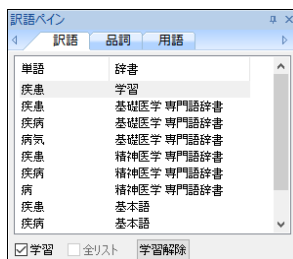 訳語ペイン
訳語 品詞 用語
単語 辞書
疾患 学習
疾患 基礎医学 専門語辞書
疾病 基礎医学 専門語辞書
病気 基礎医学 専門語辞書
疾患 精神医学 専門語辞書
疾病 精神医学 専門語辞書
病 精神医学 専門語辞書
疾患 基本語
疾病 基本語
学習 全リスト 学習解除